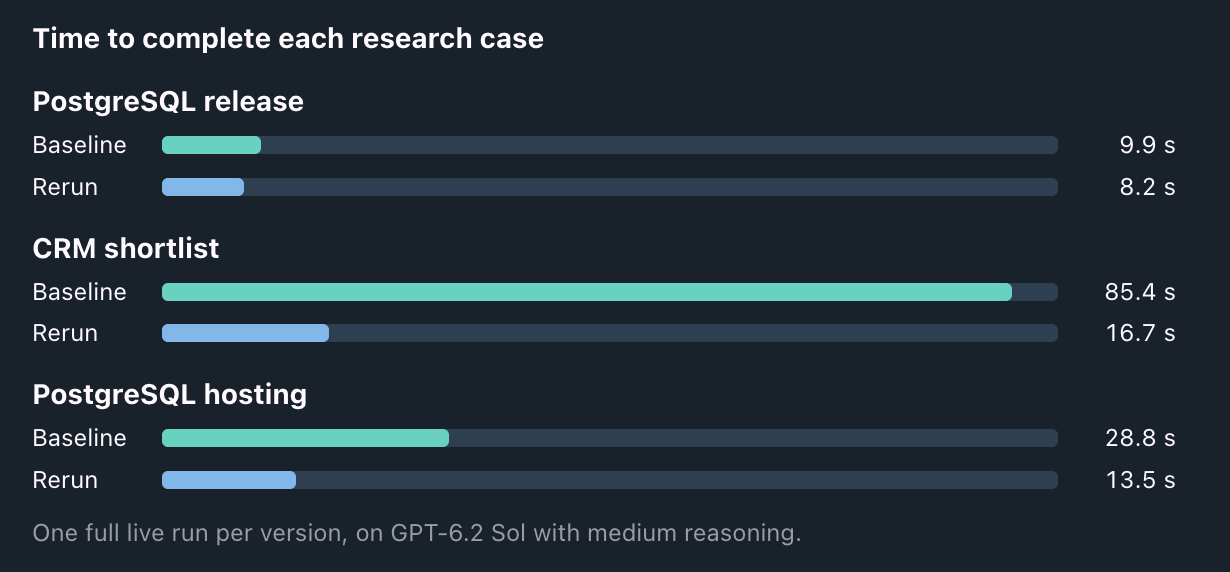 Time to complete each research case
PostgreSQL release
Baseline 9.9 s
Rerun 8.2 s
CRM shortlist
Baseline 85.4 s
Rerun 16.7 s
PostgreSQL hosting
Baseline 28.8 s
Rerun 13.5 s
One full live run per version, on GPT-6.2 Sol with medium reasoning.